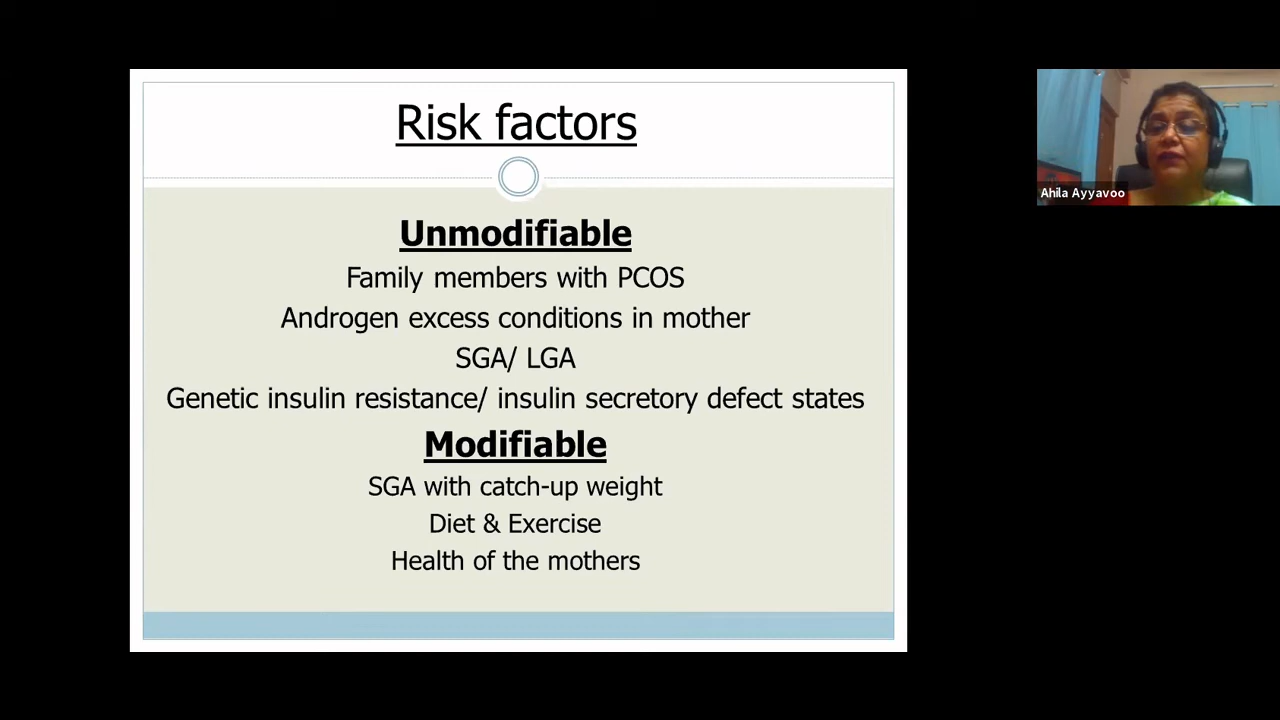 Risk factors
Unmodifiable
Family members with PCOS
Androgen excess conditions in mother
SGA/ LGA
Genetic insulin resistance/ insulin secretory defect states
Modifiable
SGA with catch-up weight
Diet & Exercise
Health of the mothers
Ahila Ayyavoo